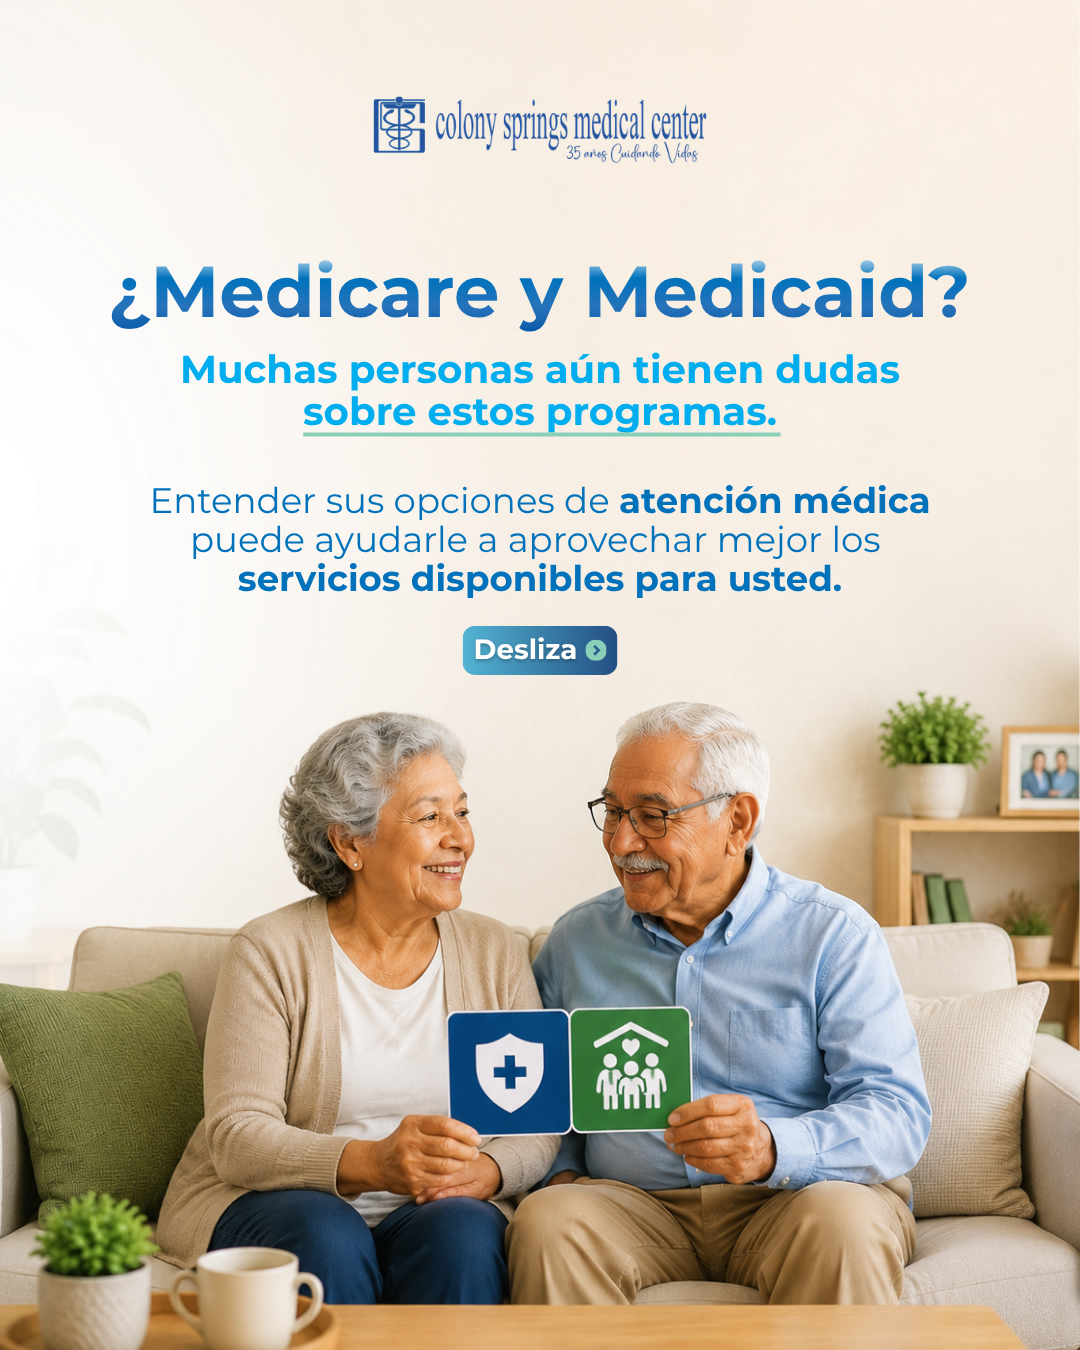 colony springs medical center
35 años Cuidando Vidas
¿Medicare y Medicaid?
Muchas personas aún tienen dudas
sobre estos programas.
Entender sus opciones de atención médica
puede ayudarle a aprovechar mejor los
servicios disponibles para usted.
Desliza